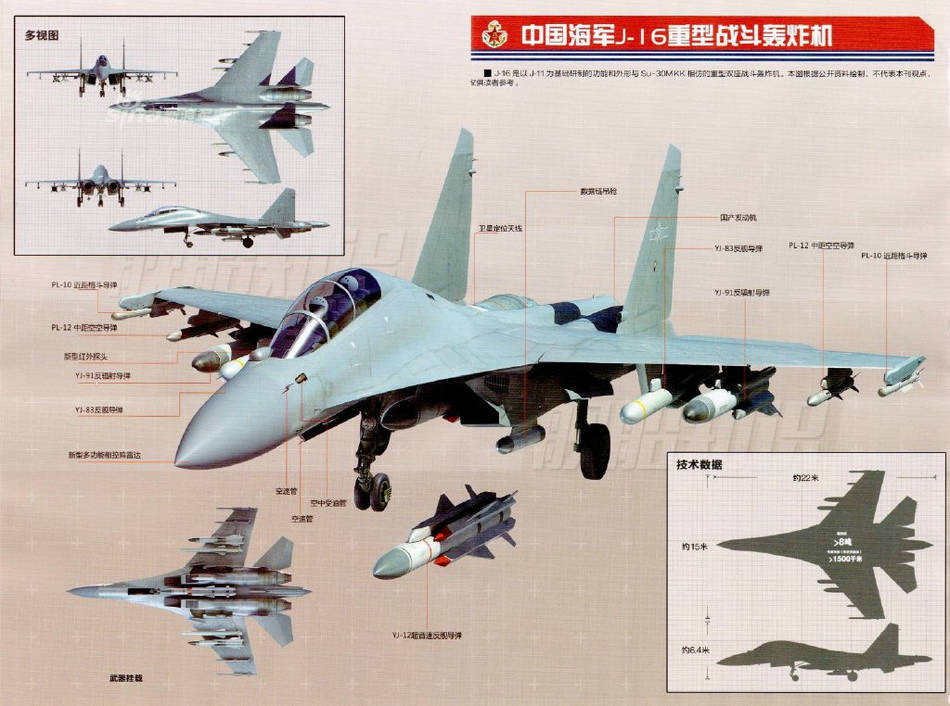 中国海军J-16重型战斗轰炸机
■ J-16是以J-11为基础研制的功能和外形与Su-30MKK相仿的重型双座战斗轰炸机。本图根据公开资料绘制，不代表本刊观点，
仅供读者参考。
多视图
sina
数据链吊舱
卫星定位天线
国产发动机
YJ-83反舰导弹
PL-12 中距空空导弹
PL-10 近距格斗导弹
YJ-91反辐射导弹
PL-10 近距格斗导弹
PL-12 中距空空导弹
新型红外探头
YJ-91反辐射导弹
YJ-83反舰导弹
新型多功能相控阵雷达
空速管
空中受油管
空速管
YJ-12超音速反舰导弹
武器挂载
技术数据
约22米
约15米
>8吨
>1500千米
约6.4米